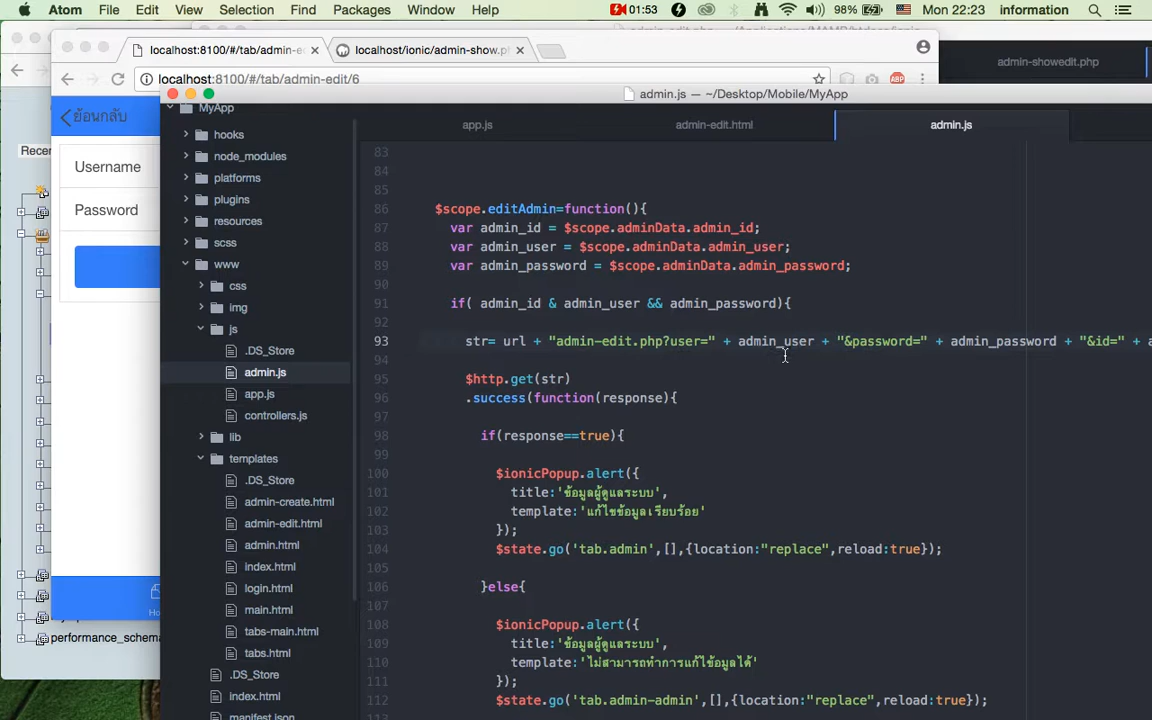 Atom File Edit View Selection Find Packages Window Help 01:53 98% Mon 22:23 information
localhost:8100/#/tab/admin-e × localhost/ionic/admin-show.p ×
admin-showedit.php
localhost:8100/#/tab/admin-edit/6 ABP
admin.js — ~/Desktop/Mobile/MyApp
ย้อนกลับ
Recen
Username
Password
Ho
performance_schema
MyApp
hooks
node_modules
platforms
plugins
resources
scss
www
css
img
js
.DS_Store
admin.js
app.js
controllers.js
lib
templates
.DS_Store
admin-create.html
admin-edit.html
admin.html
index.html
login.html
main.html
tabs-main.html
tabs.html
.DS_Store
index.html
manifest.json
app.js admin-edit.html admin.js
83
84
85
86 $scope.editAdmin=function(){
87 var admin_id = $scope.adminData.admin_id;
88 var admin_user = $scope.adminData.admin_user;
89 var admin_password = $scope.adminData.admin_password;
90
91 if( admin_id & admin_user && admin_password){
92
93 str= url + "admin-edit.php?user=" + admin_user + "&password=" + admin_password + "&id=" + a
94
95 $http.get(str)
96 .success(function(response){
97
98 if(response==true){
99
100 $ionicPopup.alert({
101 title:'ข้อมูลผู้ดูแลระบบ',
102 template:'แก้ไขข้อมูลเรียบร้อย'
103 });
104 $state.go('tab.admin',[],{location:"replace",reload:true});
105
106 }else{
107
108 $ionicPopup.alert({
109 title:'ข้อมูลผู้ดูแลระบบ',
110 template:'ไม่สามารถทำการแก้ไข้อมูลได้'
111 });
112 $state.go('tab.admin-admin',[],{location:"replace",reload:true});
113